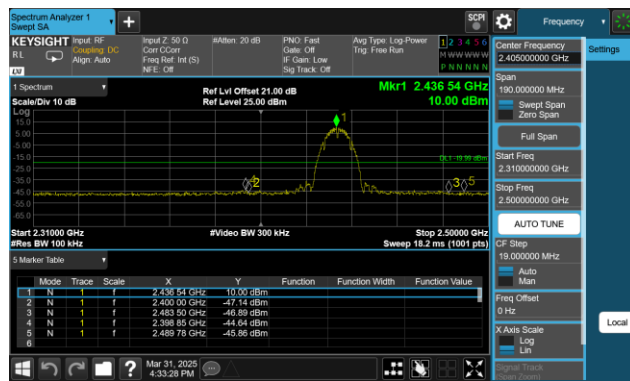 Spectrum Analyzer 1
Swept SA
+
SCPI
Frequency
KEYSIGHT
RL
LM
Input: RF
Coupling: DC
Align: Auto
Input Z: 50 Ω
Corr CCorr
Freq Ref: Int (S)
NFE: Off
#Atten: 20 dB
PNO: Fast
Gate: Off
IF Gain: Low
Sig Track: Off
Avg Type: Log-Power
Trig: Free Run
1 2 3 4 5 6
M W W W W W
P N N N N N
Center Frequency
2.405000000 GHz
Settings
Span
190.000000 MHz
Swept Span
Zero Span
Full Span
Start Freq
2.310000000 GHz
Stop Freq
2.500000000 GHz
AUTO TUNE
CF Step
19.000000 MHz
Auto
Man
Freq Offset
0 Hz
X Axis Scale
Log
Lin
Signal Track
(Span Zoom)
Local
1 Spectrum
Scale/Div 10 dB
Ref Lvl Offset 21.00 dB
Ref Level 25.00 dBm
Mkr1 2.436 54 GHz
10.00 dBm
Log
15.0
5.00
-5.00
-15.0
-25.0
-35.0
-45.0
-55.0
-65.0
1
DL1 -19.99 dBm
2
3
5
Start 2.31000 GHz
#Res BW 100 kHz
#Video BW 300 kHz
Stop 2.50000 GHz
Sweep 18.2 ms (1001 pts)
5 Marker Table
Mode Trace Scale X Y Function Function Width Function Value
1 N 1 f 2.436 54 GHz 10.00 dBm
2 N 1 f 2.400 00 GHz -47.14 dBm
3 N 1 f 2.483 50 GHz -46.89 dBm
4 N 1 f 2.398 85 GHz -44.64 dBm
5 N 1 f 2.489 78 GHz -45.86 dBm
6
?
Mar 31, 2025
4:33:28 PM